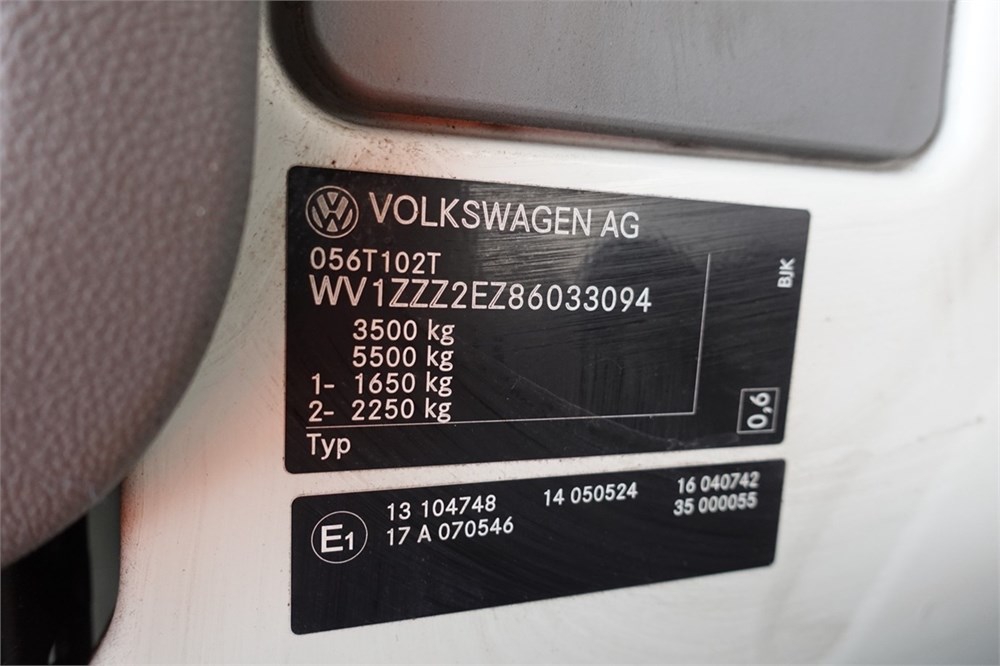 VOLKSWAGEN AG
056T102T
WV1ZZZ2EZ86033094
3500 kg
5500 kg
1- 1650 kg
2- 2250 kg
Typ
BJK
0,6
E1
13 104748 14 050524 16 040742
17 A 070546 35 000055